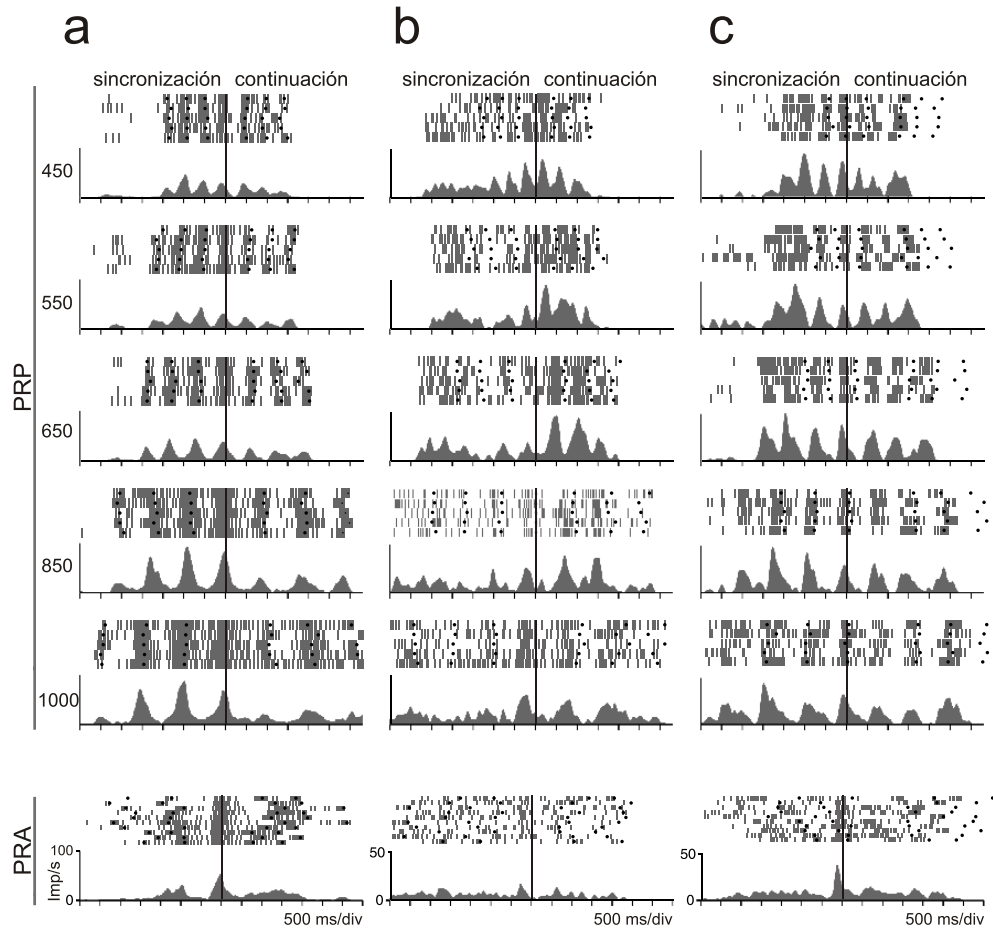 a b c
sincronización continuación sincronización continuación sincronización continuación
PRP
450
550
650
850
1000
PRA
Imp/s
100 50 50
0 0 0
500 ms/div 500 ms/div 500 ms/div